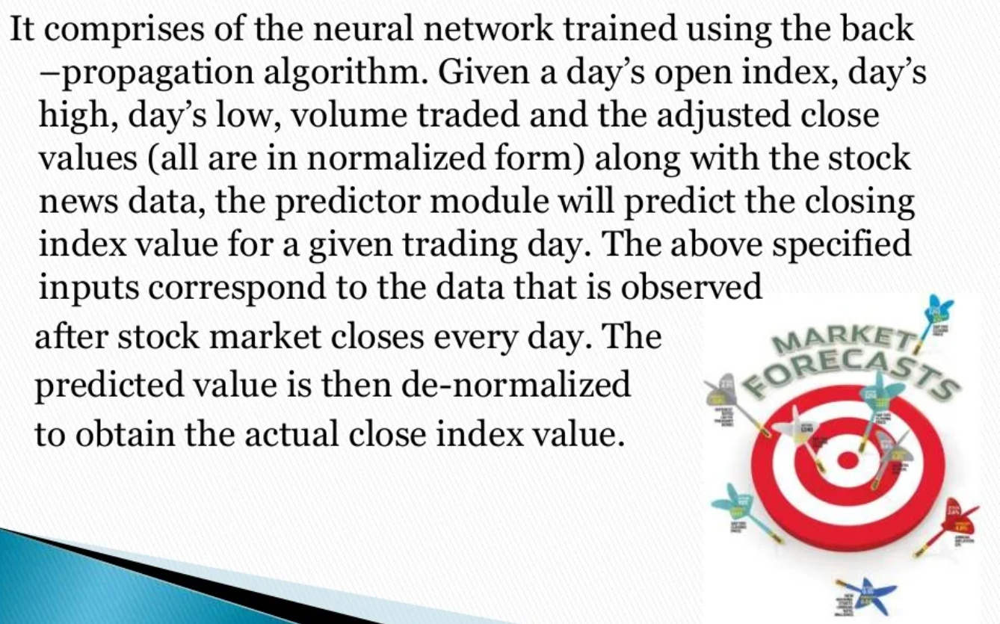 It comprises of the neural network trained using the back
–propagation algorithm. Given a day’s open index, day’s
high, day’s low, volume traded and the adjusted close
values (all are in normalized form) along with the stock
news data, the predictor module will predict the closing
index value for a given trading day. The above specified
inputs correspond to the data that is observed
after stock market closes every day. The
predicted value is then de-normalized
to obtain the actual close index value.
MARKET
FORECASTS